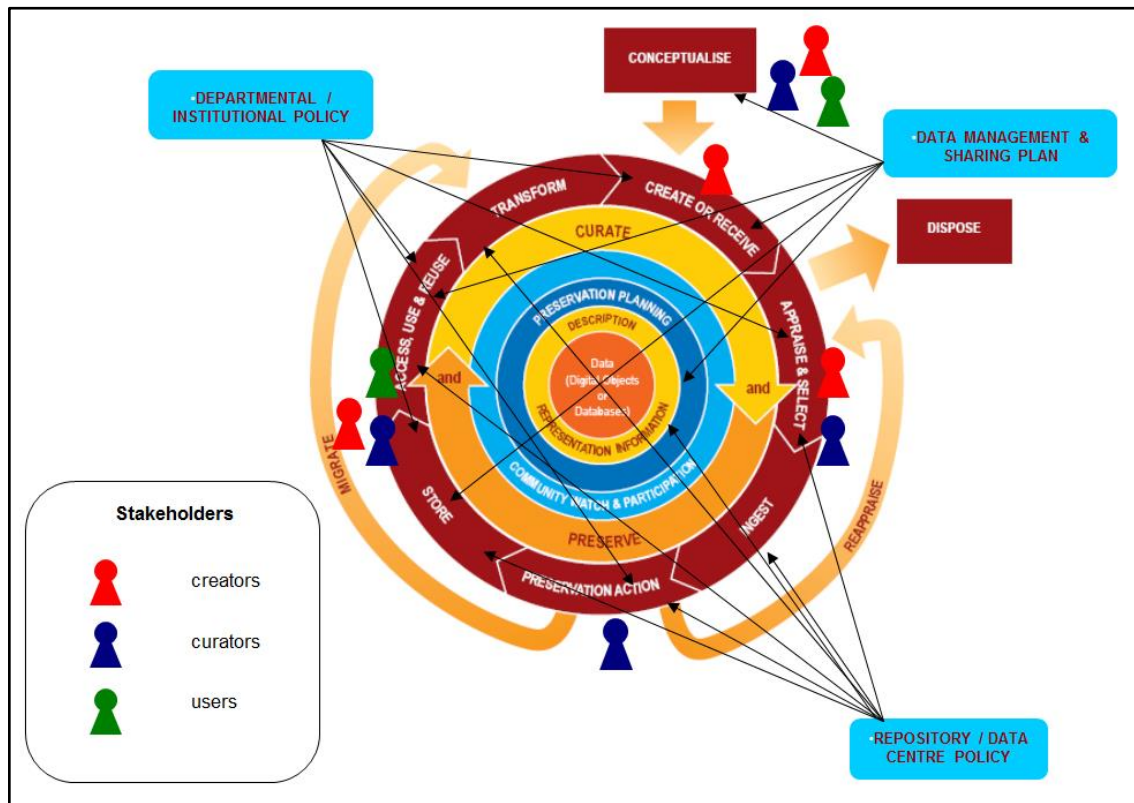 CONCEPTUALISE
•DEPARTMENTAL /
INSTITUTIONAL POLICY
•DATA MANAGEMENT &
SHARING PLAN
DISPOSE
TRANSFORM
CREATE OR RECEIVE
CURATE
ACCESS, USE & REUSE
PRESERVATION PLANNING
DESCRIPTION
APPRAISE & SELECT
and
Data
(Digital Objects
or
Databases)
and
REPRESENTATION INFORMATION
COMMUNITY WATCH & PARTICIPATION
MIGRATE
STORE
PRESERVE
INGEST
REAPPRAISE
PRESERVATION ACTION
Stakeholders
creators
curators
users
•REPOSITORY / DATA
CENTRE POLICY